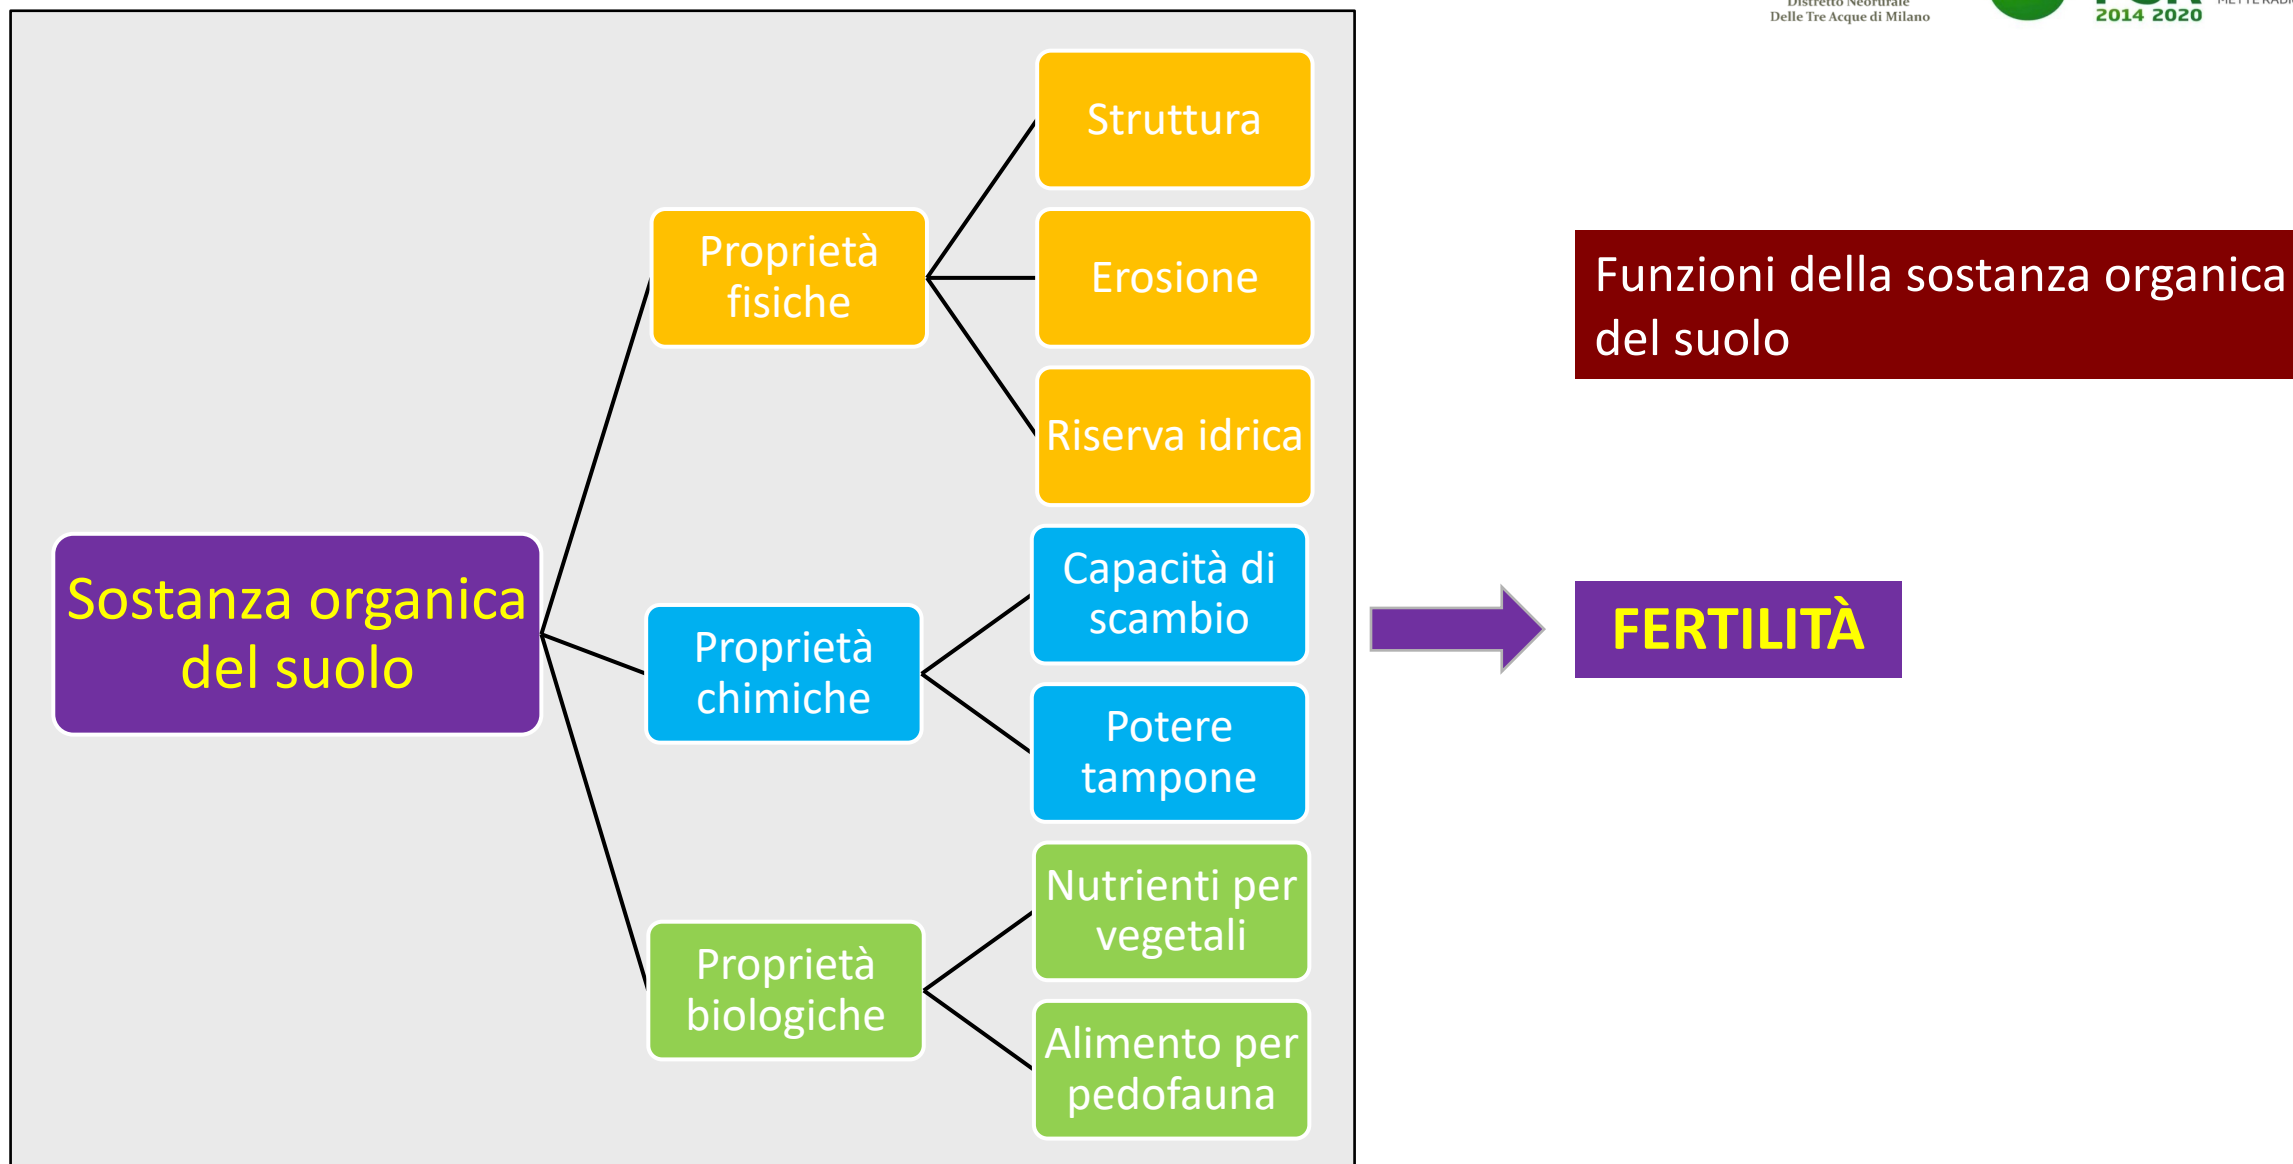 Delle Tre Acque di Milano
2014 2020
Struttura
Proprietà
fisiche
Erosione
Riserva idrica
Funzioni della sostanza organica
del suolo
Sostanza organica
del suolo
Proprietà
chimiche
Capacità di
scambio
Potere
tampone
FERTILITÀ
Proprietà
biologiche
Nutrienti per
vegetali
Alimento per
pedofauna